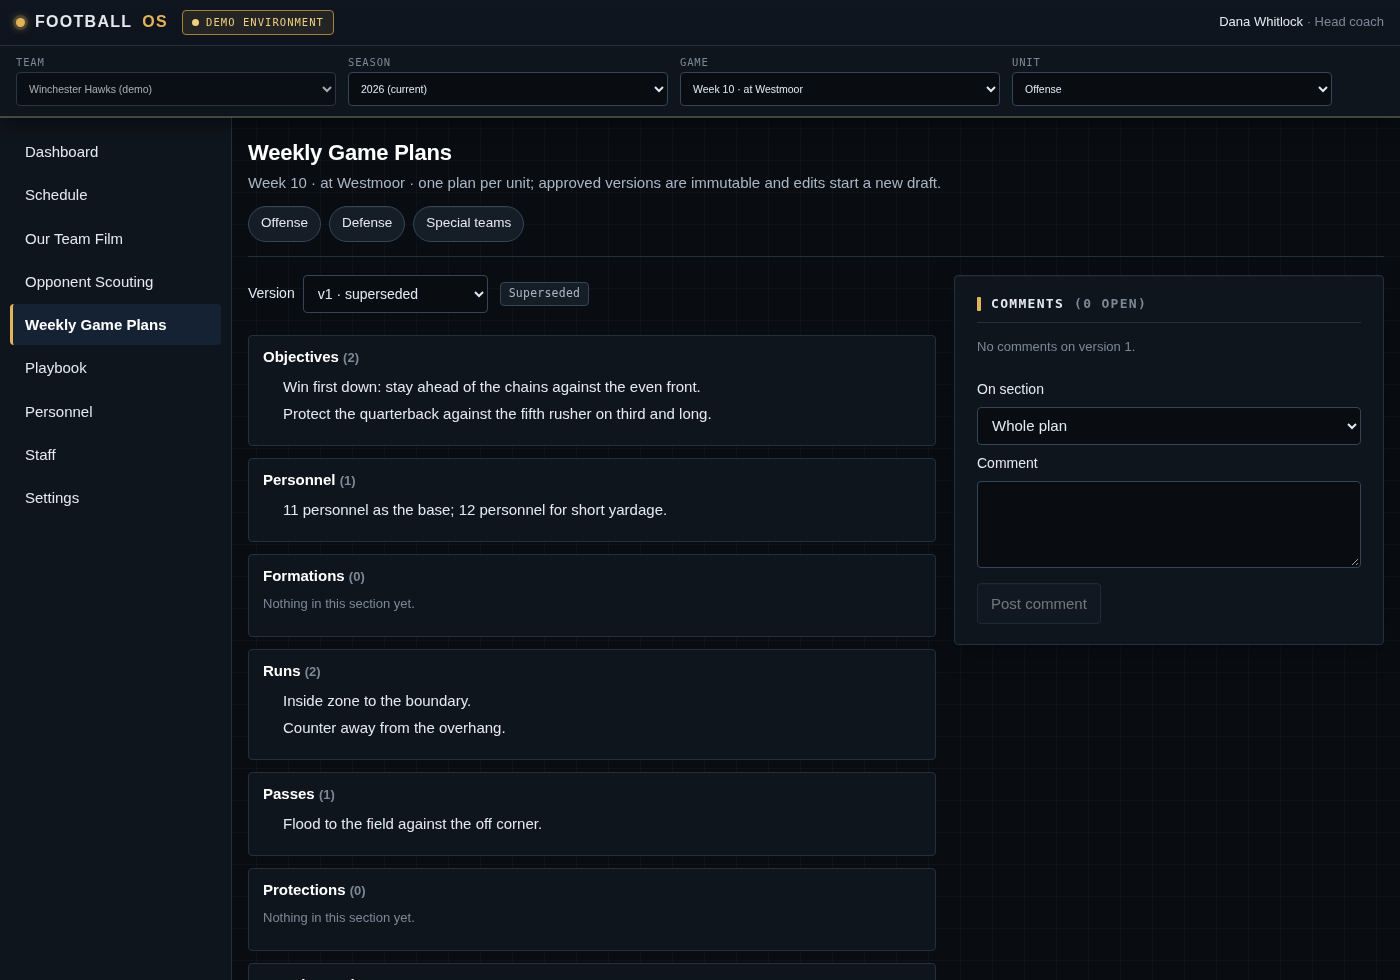 FOOTBALL OS
DEMO ENVIRONMENT
Dana Whitlock · Head coach
TEAM
Winchester Hawks (demo)
SEASON
2026 (current)
GAME
Week 10 · at Westmoor
UNIT
Offense
Dashboard
Schedule
Our Team Film
Opponent Scouting
Weekly Game Plans
Playbook
Personnel
Staff
Settings
Weekly Game Plans
Week 10 · at Westmoor · one plan per unit; approved versions are immutable and edits start a new draft.
Offense
Defense
Special teams
Version
v1 · superseded
Superseded
Objectives (2)
Win first down: stay ahead of the chains against the even front.
Protect the quarterback against the fifth rusher on third and long.
Personnel (1)
11 personnel as the base; 12 personnel for short yardage.
Formations (0)
Nothing in this section yet.
Runs (2)
Inside zone to the boundary.
Counter away from the overhang.
Passes (1)
Flood to the field against the off corner.
Protections (0)
Nothing in this section yet.
COMMENTS (0 OPEN)
No comments on version 1.
On section
Whole plan
Comment
Post comment